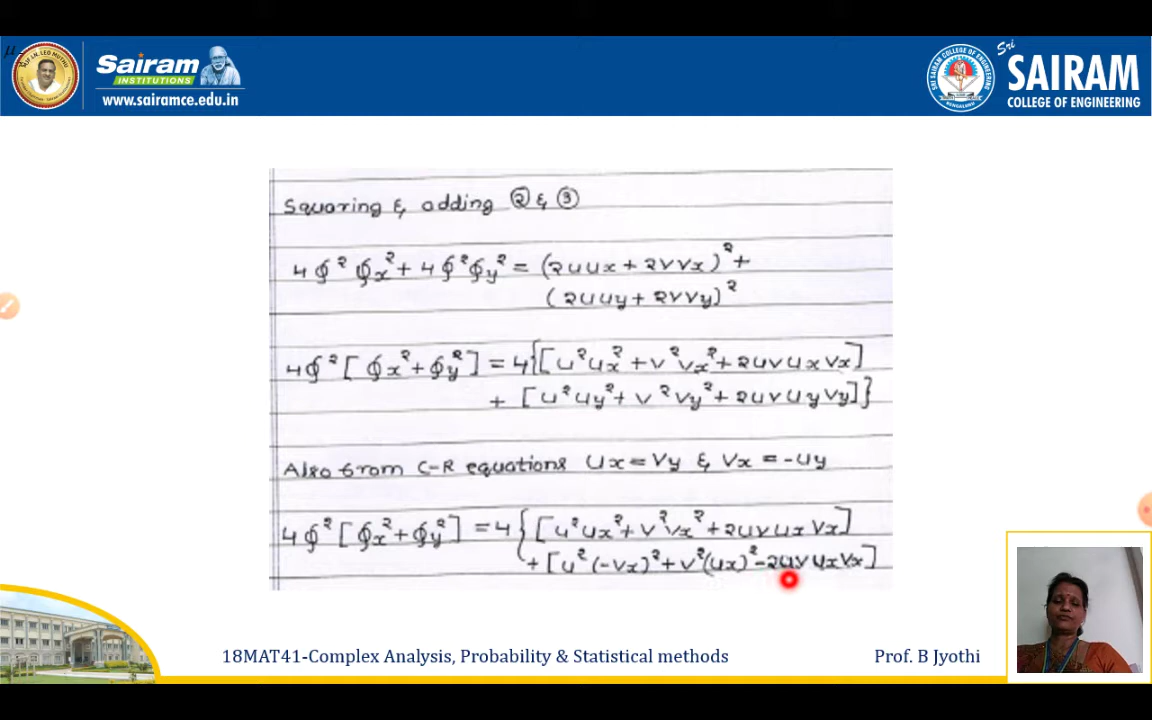 Sairam
INSTITUTIONS
www.sairamce.edu.in
Sri
SAIRAM
COLLEGE OF ENGINEERING
Squaring & adding ② & ③
4ϕ²ϕx² + 4ϕ²ϕy² = (2uux + 2vvx)² +
(2uuy + 2vvy)²
4ϕ²[ϕx² + ϕy²] = 4{[u²ux² + v²vx² + 2uvuxvx]
+ [u²uy² + v²vy² + 2uvuyvy]}
Also from C-R equations ux = vy & vx = -uy
4ϕ²[ϕx² + ϕy²] = 4{[u²ux² + v²vx² + 2uvuxvx]
+ [u²(-vx)² + v²(ux)² - 2uvuxvx]
18MAT41-Complex Analysis, Probability & Statistical methods
Prof. B Jyothi